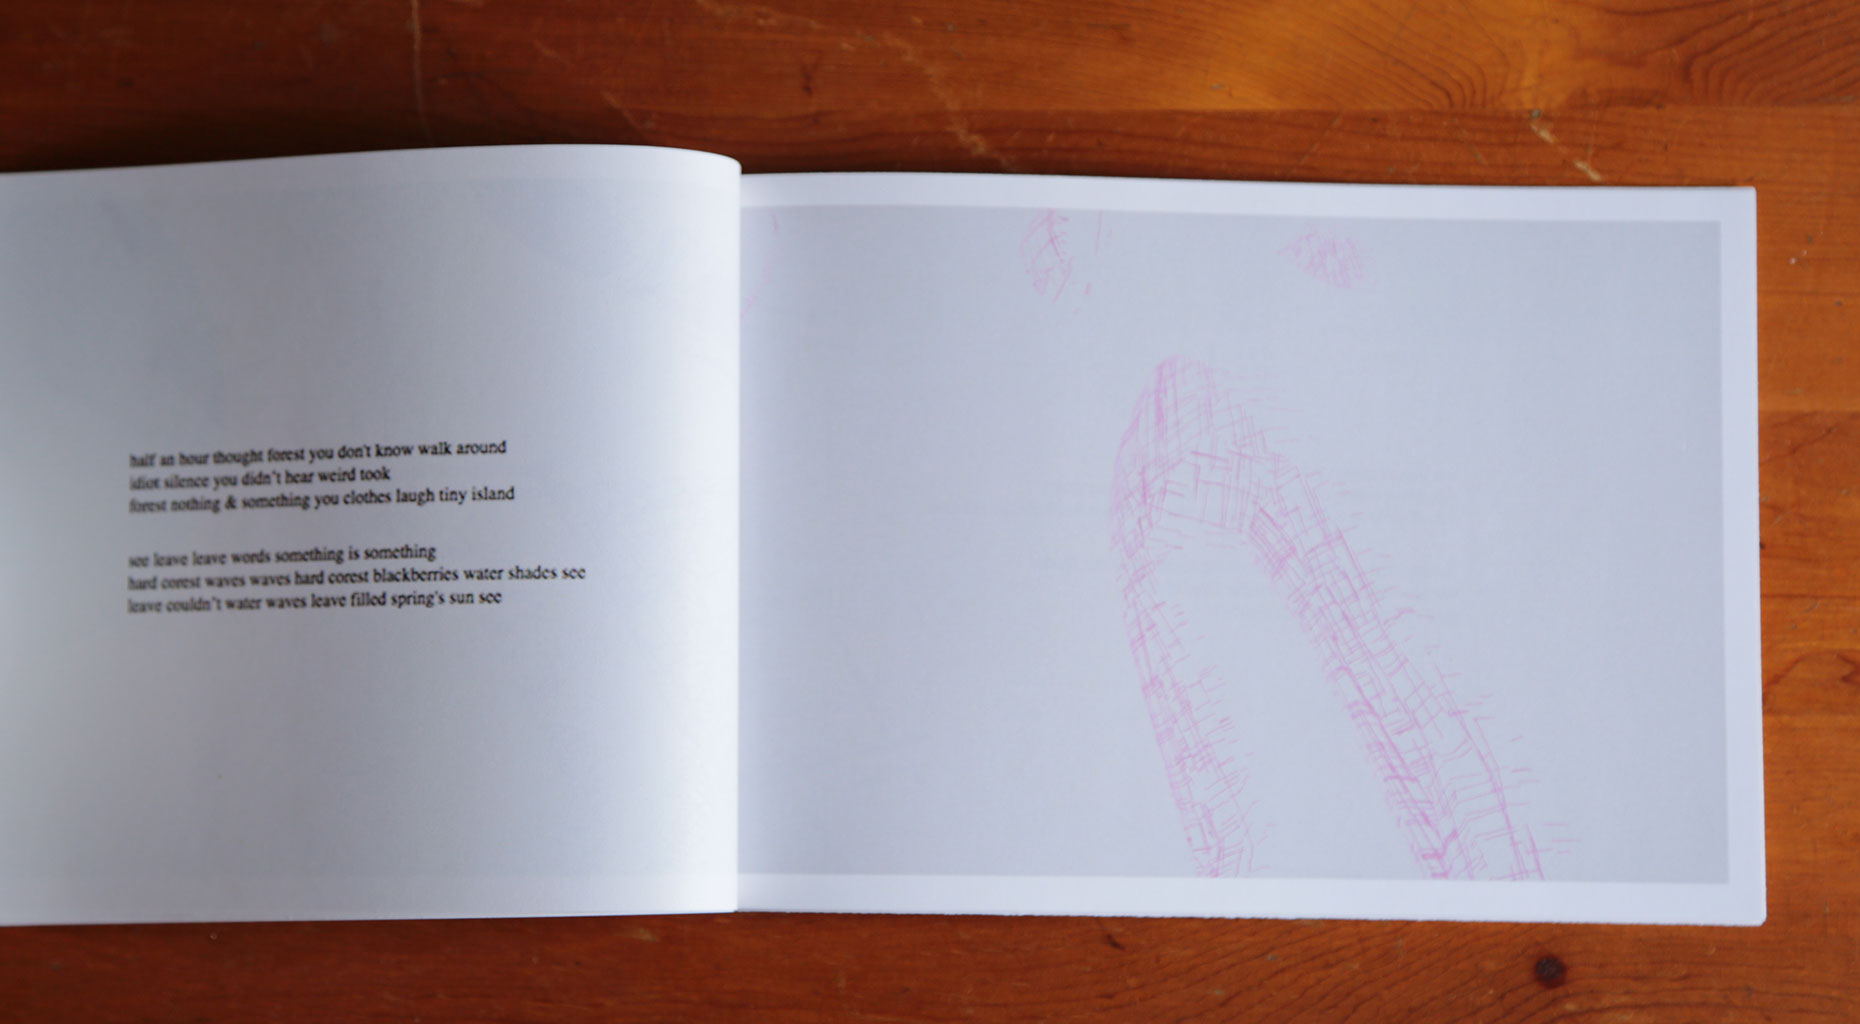 half an hour thought forest you don't know walk around
idiot silence you didn't hear weird took
forest nothing & something you clothes laugh tiny island
see leave leave words something is something
hard corest waves waves hard corest blackberries water shades see
leave couldn't water waves leave filled spring's sun see